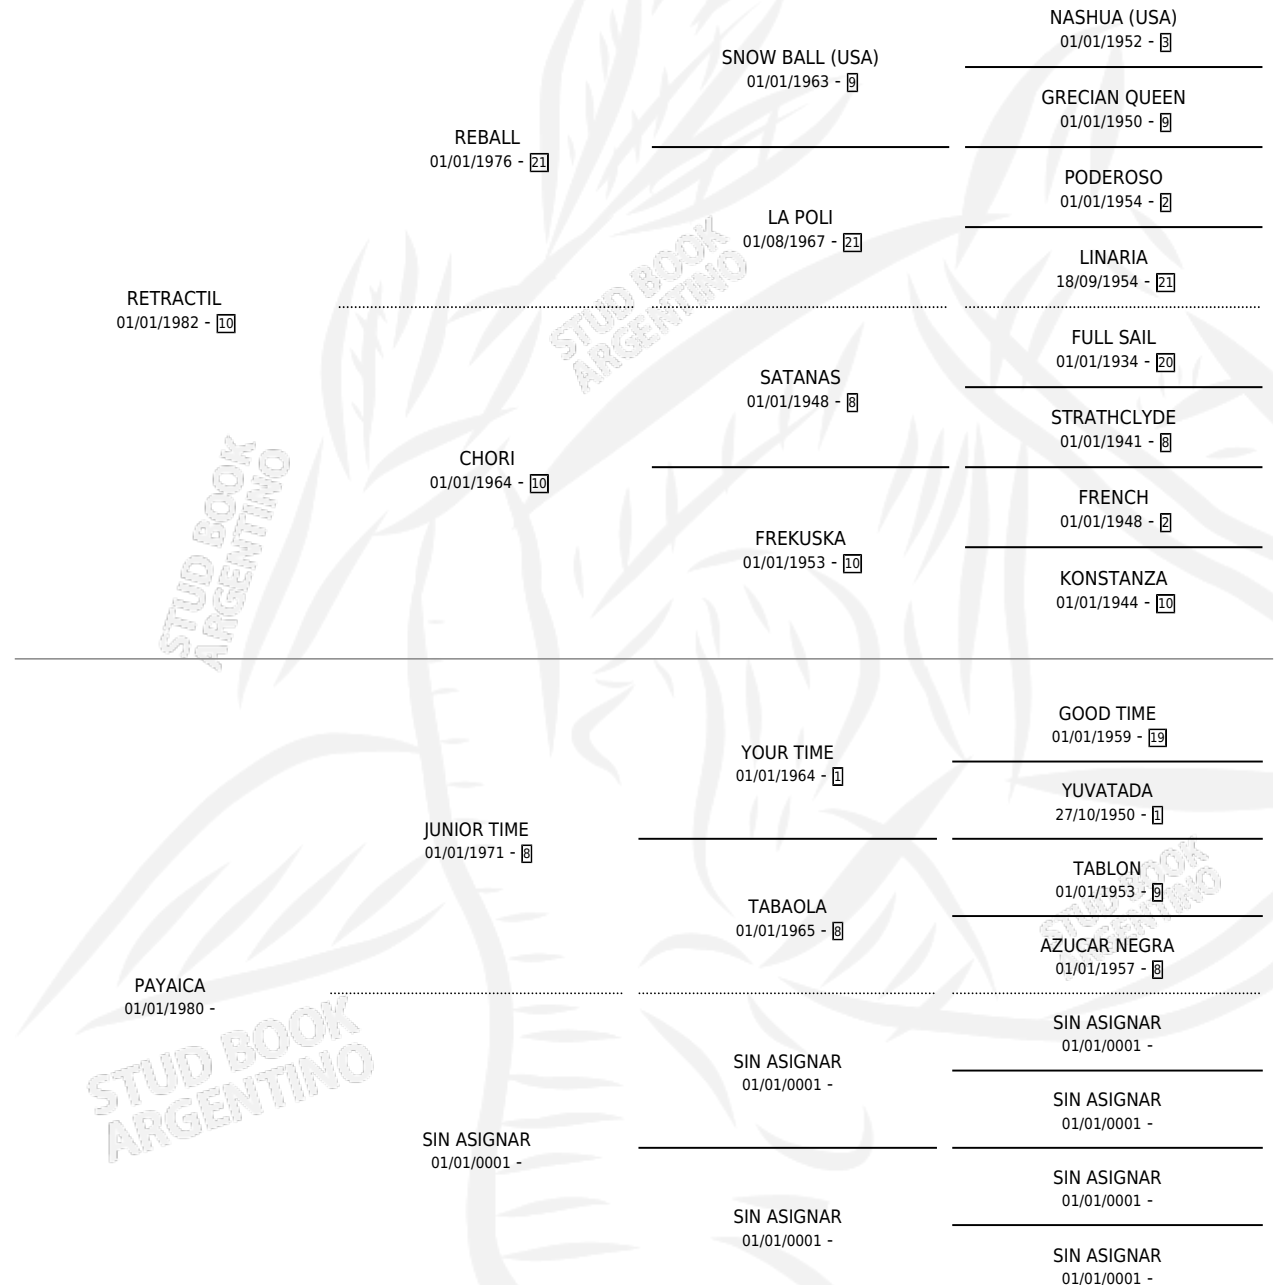 NASHUA (USA)
01/01/1952 - 3
SNOW BALL (USA)
01/01/1963 - 9
GRECIAN QUEEN
01/01/1950 - 9
REBALL
01/01/1976 - 21
PODEROSO
01/01/1954 - 2
LA POLI
01/08/1967 - 21
LINARIA
18/09/1954 - 21
RETRACTIL
01/01/1982 - 10
FULL SAIL
01/01/1934 - 20
SATANAS
01/01/1948 - 8
STRATHCLYDE
01/01/1941 - 8
CHORI
01/01/1964 - 10
FRENCH
01/01/1948 - 2
FREKUSKA
01/01/1953 - 10
KONSTANZA
01/01/1944 - 10
GOOD TIME
01/01/1959 - 19
YOUR TIME
01/01/1964 - 1
YUVATADA
27/10/1950 - 1
JUNIOR TIME
01/01/1971 - 8
TABLON
01/01/1953 - 9
TABAOLA
01/01/1965 - 8
AZUCAR NEGRA
01/01/1957 - 8
PAYAICA
01/01/1980 -
SIN ASIGNAR
01/01/0001 -
SIN ASIGNAR
01/01/0001 -
SIN ASIGNAR
01/01/0001 -
SIN ASIGNAR
01/01/0001 -
SIN ASIGNAR
01/01/0001 -
SIN ASIGNAR
01/01/0001 -
SIN ASIGNAR
01/01/0001 -
STUD BOOK
ARGENTINO
STUD BOOK
ARGENTINO
STUD BOOK
ARGENTINO
STUD BOOK
ARGENTINO